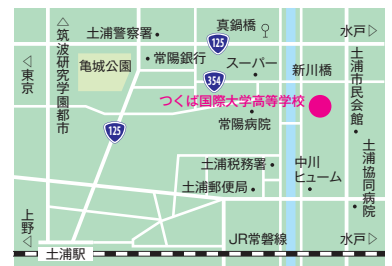 真鍋橋
水戸▷
土浦警察署
125
常陽銀行
スーパー
新川橋
亀城公園
354
◁東京
△筑波研究学園都市
つくば国際大学高等学校
土浦市民会館
常陽病院
125
土浦税務署
中川ヒューム
土浦協同病院
土浦郵便局
上野◁
JR常磐線
水戸▷
土浦駅